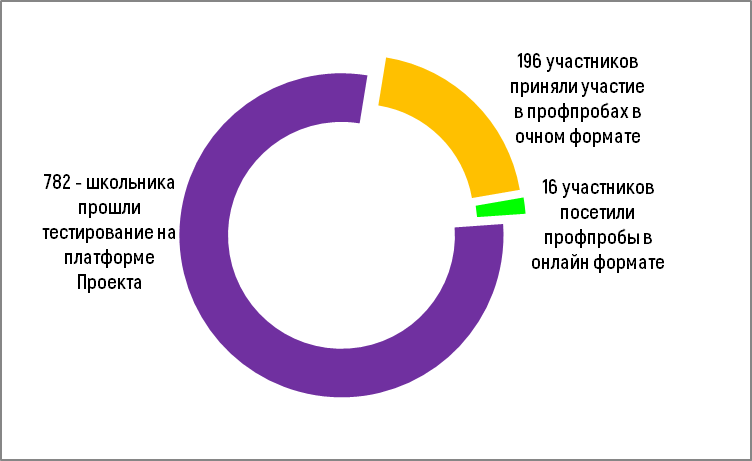 196 участников
приняли участие
в профпробах в
очном формате
782 - школьника
прошли
тестирование на
платформе
Проекта
16 участников
посетили
профпробы в
онлайн формате